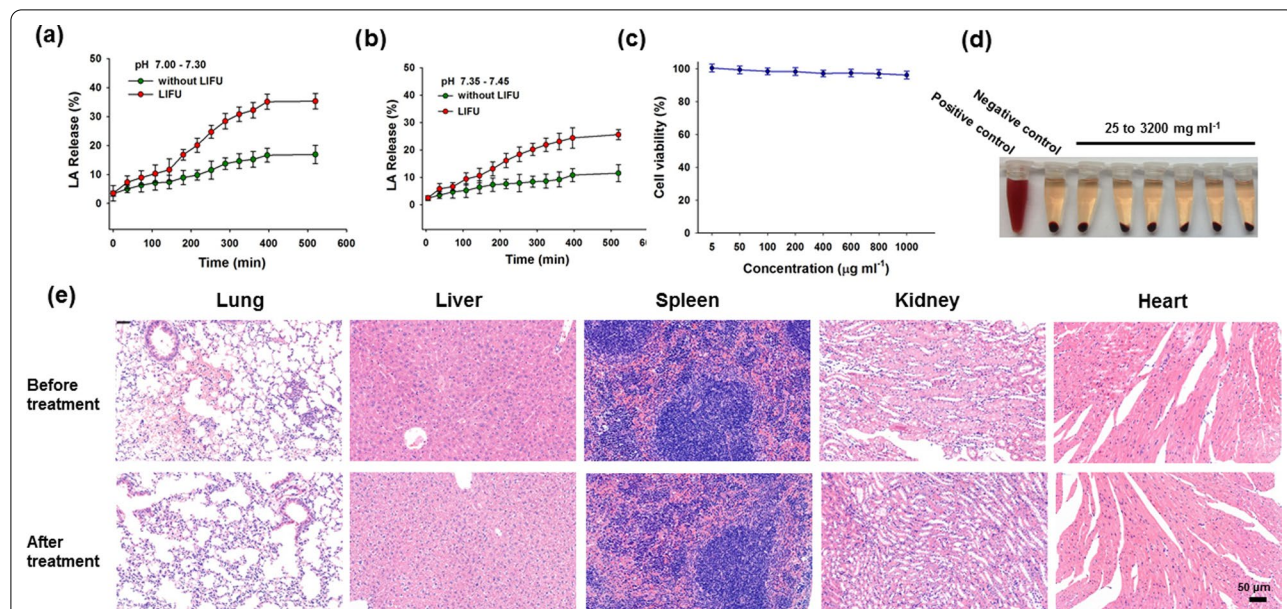 (a)
pH 7.00 - 7.30
without LIFU
LIFU
LA Release (%)
50
40
30
20
10
0
0 100 200 300 400 500 600
Time (min)
(b)
pH 7.35 - 7.45
without LIFU
LIFU
LA Release (%)
50
40
30
20
10
0
0 100 200 300 400 500 600
Time (min)
(c)
Cell viability (%)
100
80
60
40
20
0
5 50 100 200 400 600 800 1000
Concentration (µg ml⁻¹)
(d)
Positive control
Negative control
25 to 3200 mg ml⁻¹
(e)
Lung Liver Spleen Kidney Heart
Before
treatment
After
treatment
50 µm